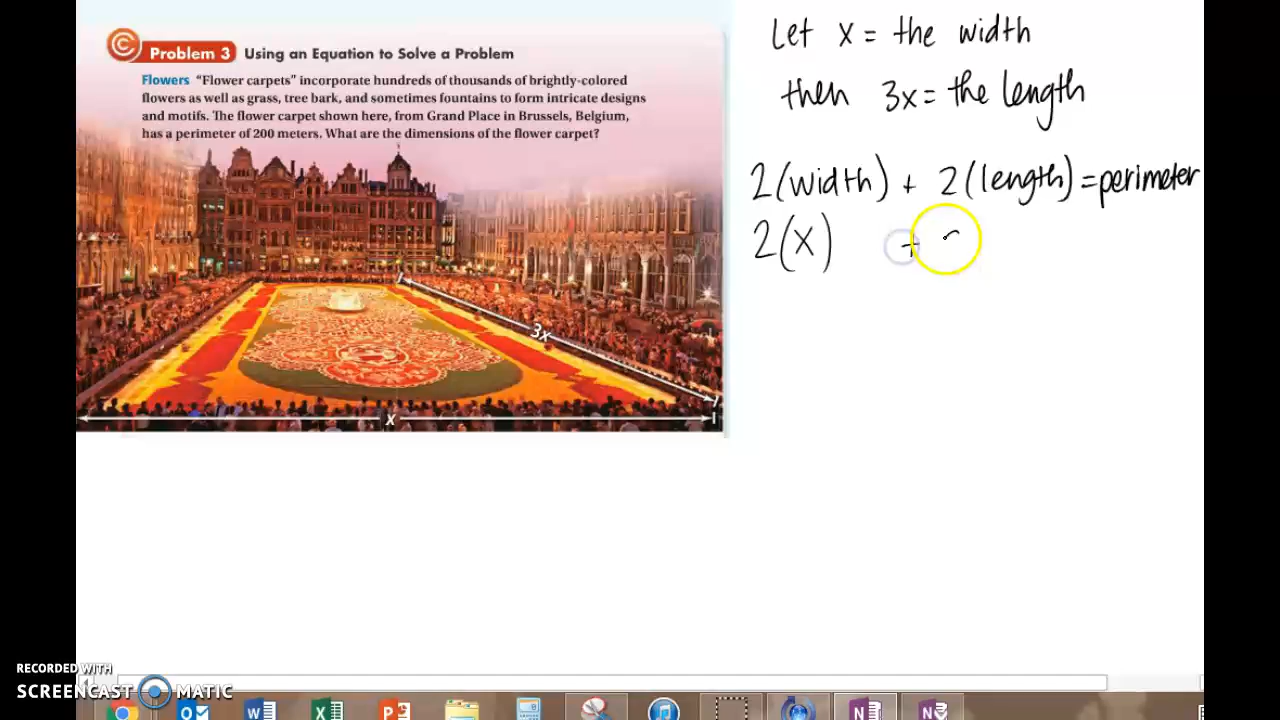 Problem 3 Using an Equation to Solve a Problem
Flowers “Flower carpets” incorporate hundreds of thousands of brightly-colored
flowers as well as grass, tree bark, and sometimes fountains to form intricate designs
and motifs. The flower carpet shown here, from Grand Place in Brussels, Belgium,
has a perimeter of 200 meters. What are the dimensions of the flower carpet?
3x
x
Let x = the width
then 3x = the length
2(width) + 2(length) = perimeter
2(x) +
RECORDED WITH
SCREENCAST MATIC